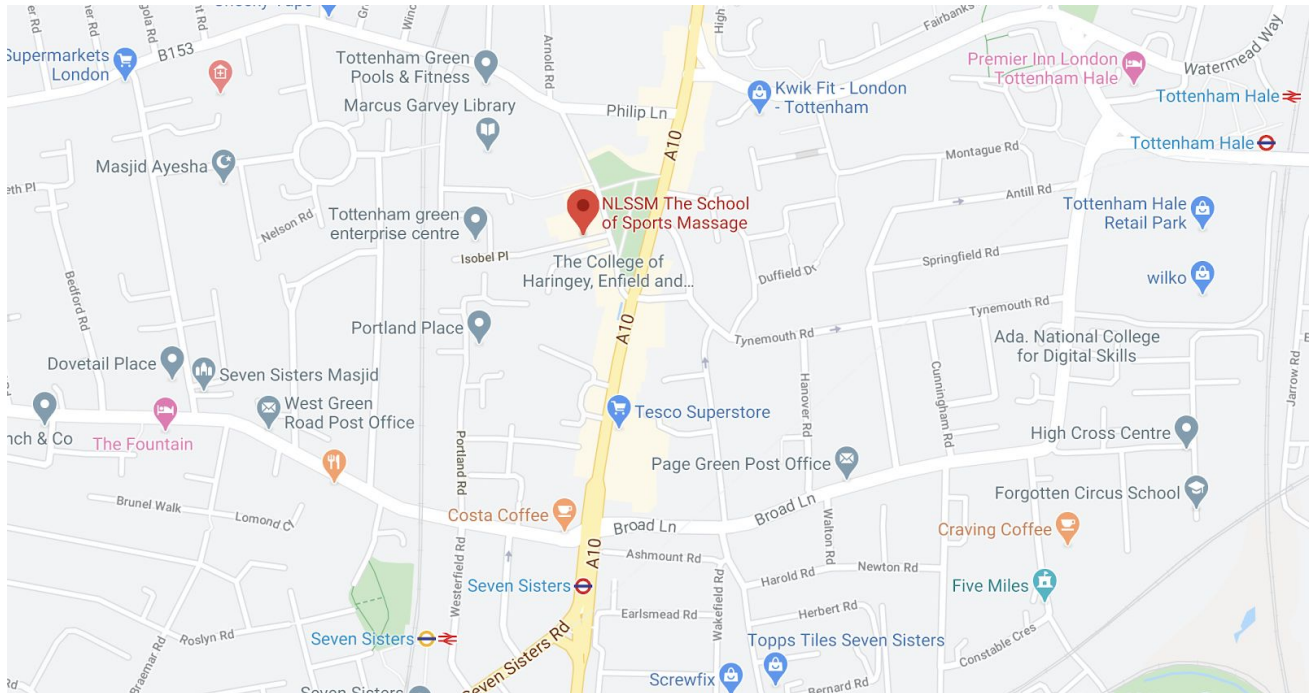 High
Fairbanks
B153
Supermarkets
London
Tottenham Green
Pools & Fitness
Arnold Rd
Marcus Garvey Library
Philip Ln
Kwik Fit - London
- Tottenham
Premier Inn London
Tottenham Hale
Watermead Way
Tottenham Hale
Tottenham Hale
A10
Montague Rd
Masjid Ayesha
Antill Rd
NLSSM The School
of Sports Massage
Tottenham Hale
Retail Park
Nelson Rd
Tottenham green
enterprise centre
Isobel Pl
The College of
Haringey, Enfield and...
Springfield Rd
Duffield Dr
wilko
Bedford Rd
Portland Place
A10
Tynemouth Rd
Tynemouth Rd
Ada. National College
for Digital Skills
Dovetail Place
Seven Sisters Masjid
Hanover Rd
Cunningham Rd
Jarrow Rd
West Green
Road Post Office
Tesco Superstore
The Fountain
nch & Co
High Cross Centre
Portland Rd
Page Green Post Office
Forgotten Circus School
Brunel Walk
Lomond Cl
Costa Coffee
Broad Ln
Broad Ln
Walton Rd
Craving Coffee
A10
Ashmount Rd
Westerfield Rd
Harold Rd
Newton Rd
Seven Sisters
Five Miles
Wakefield Rd
Earlsmead Rd
Herbert Rd
Roslyn Rd
Seven Sisters
Seven Sisters Rd
Topps Tiles Seven Sisters
Constable Cres
Braemar Rd
Screwfix
Bernard Rd
Seven Sisters